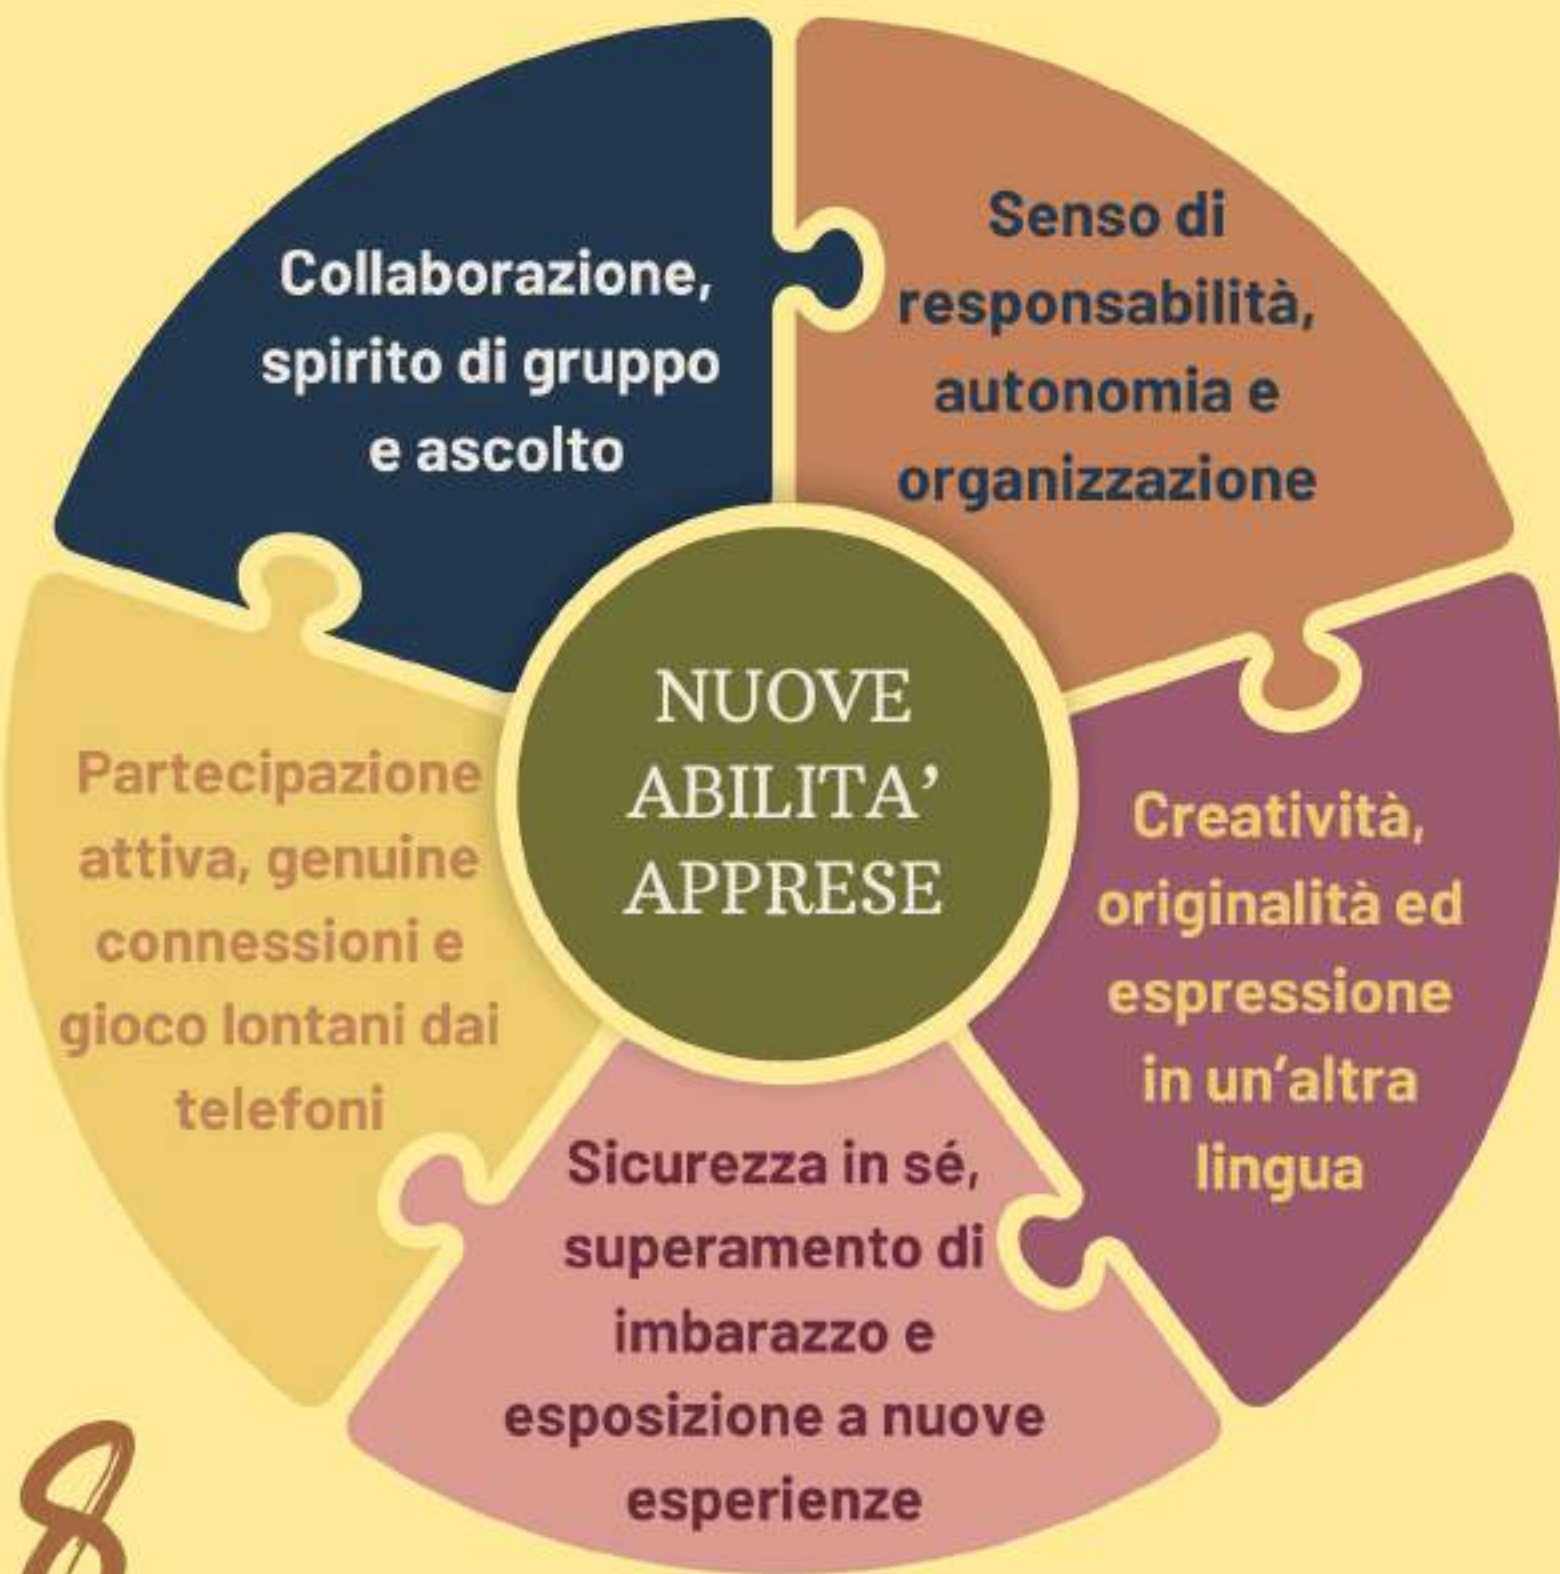 Collaborazione,
spirito di gruppo
e ascolto
Senso di
responsabilità,
autonomia e
organizzazione
NUOVE
ABILITA’
APPRESE
Partecipazione
attiva, genuine
connessioni e
gioco lontani dai
telefoni
Creatività,
originalità ed
espressione
in un’altra
lingua
Sicurezza in sé,
superamento di
imbarazzo e
esposizione a nuove
esperienze
8